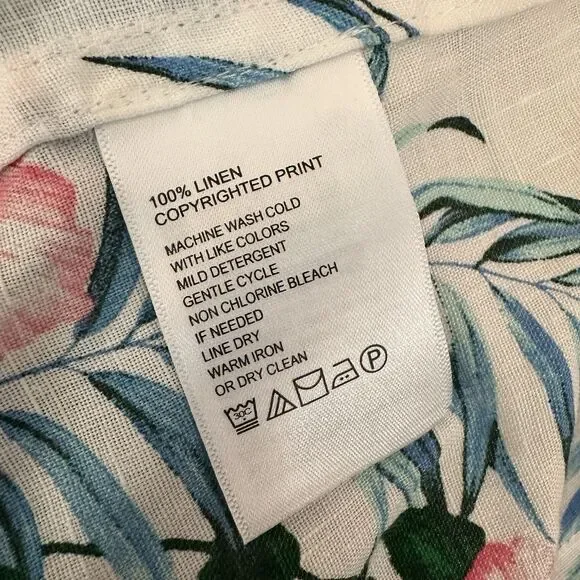 100% LINEN
COPYRIGHTED PRINT
MACHINE WASH COLD
WITH LIKE COLORS
MILD DETERGENT
GENTLE CYCLE
NON CHLORINE BLEACH
IF NEEDED
LINE DRY
WARM IRON
OR DRY CLEAN
30C P